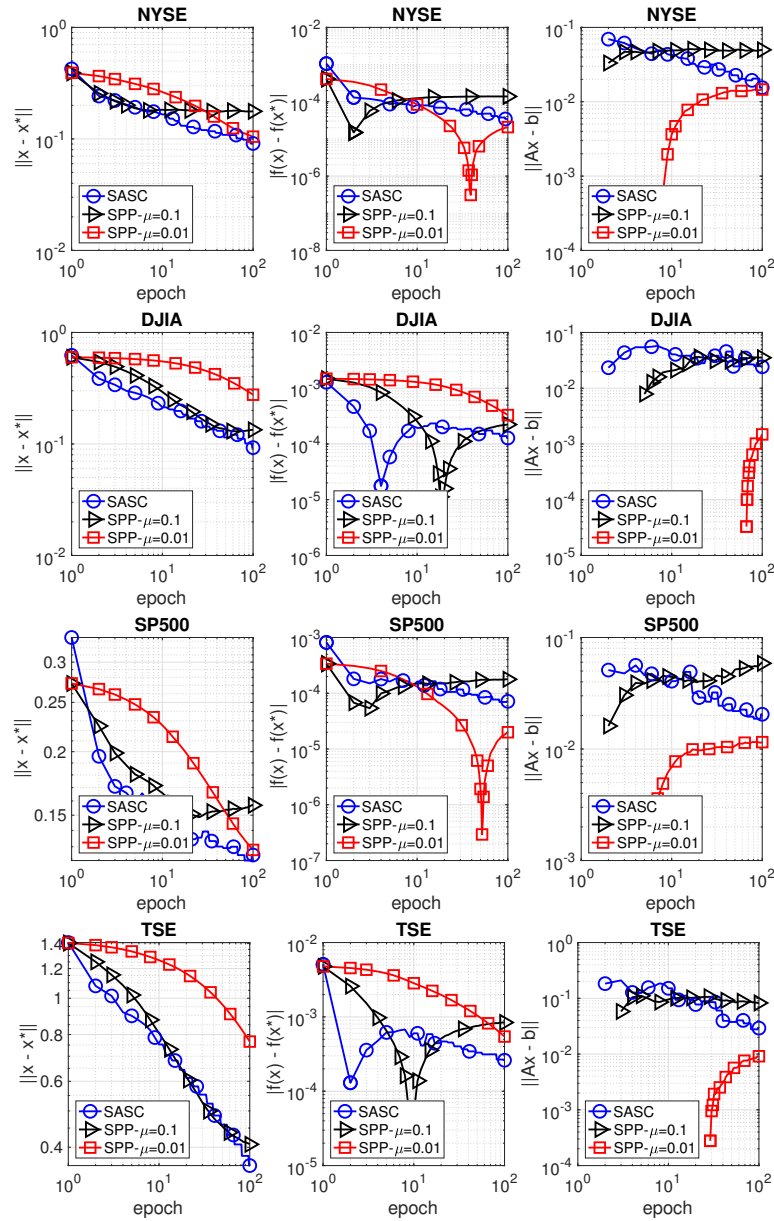 NYSE
10^0
10^-1
10^-2
||x - x*||
SASC
SPP-μ=0.1
SPP-μ=0.01
10^0 10^1 10^2
epoch
NYSE
10^-2
10^-4
10^-6
10^-8
|f(x) - f(x*)|
SASC
SPP-μ=0.1
SPP-μ=0.01
10^0 10^1 10^2
epoch
NYSE
10^-1
10^-2
10^-3
10^-4
||Ax - b||
SASC
SPP-μ=0.1
SPP-μ=0.01
10^0 10^1 10^2
epoch
DJIA
10^0
10^-1
10^-2
||x - x*||
SASC
SPP-μ=0.1
SPP-μ=0.01
10^0 10^1 10^2
epoch
DJIA
10^-2
10^-3
10^-4
10^-5
10^-6
|f(x) - f(x*)|
SASC
SPP-μ=0.1
SPP-μ=0.01
10^0 10^1 10^2
epoch
DJIA
10^-1
10^-2
10^-3
10^-4
10^-5
||Ax - b||
SASC
SPP-μ=0.1
SPP-μ=0.01
10^0 10^1 10^2
epoch
SP500
0.3
0.25
0.2
0.15
||x - x*||
SASC
SPP-μ=0.1
SPP-μ=0.01
10^0 10^1 10^2
epoch
SP500
10^-3
10^-4
10^-5
10^-6
10^-7
|f(x) - f(x*)|
SASC
SPP-μ=0.1
SPP-μ=0.01
10^0 10^1 10^2
epoch
SP500
10^-1
10^-2
10^-3
||Ax - b||
SASC
SPP-μ=0.1
SPP-μ=0.01
10^0 10^1 10^2
epoch
TSE
1.4
1.2
1
0.8
0.6
0.4
||x - x*||
SASC
SPP-μ=0.1
SPP-μ=0.01
10^0 10^1 10^2
epoch
TSE
10^-2
10^-3
10^-4
10^-5
|f(x) - f(x*)|
SASC
SPP-μ=0.1
SPP-μ=0.01
10^0 10^1 10^2
epoch
TSE
10^0
10^-1
10^-2
10^-3
10^-4
||Ax - b||
SASC
SPP-μ=0.1
SPP-μ=0.01
10^0 10^1 10^2
epoch